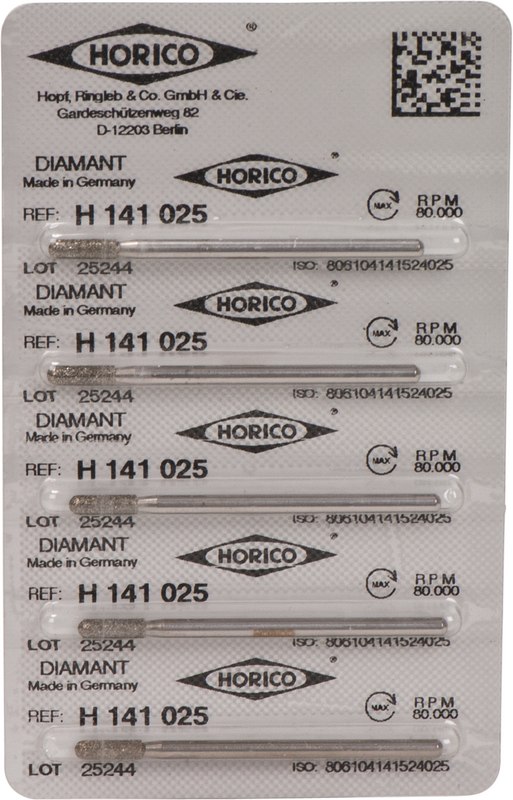 HORICO ®
Hopf, Ringleb & Co. GmbH & Cie.
Gardeschützenweg 82
D-12203 Berlin
DIAMANT HORICO ®
Made in Germany
REF: H 141 025 MAX RPM 80.000
LOT 25244 ISO: 806104141524025
DIAMANT HORICO ®
Made in Germany
REF: H 141 025 MAX RPM 80.000
LOT 25244 ISO: 806104141524025
DIAMANT HORICO ®
Made in Germany
REF: H 141 025 MAX RPM 80.000
LOT 25244 ISO: 806104141524025
DIAMANT HORICO ®
Made in Germany
REF: H 141 025 MAX RPM 80.000
LOT 25244 ISO: 806104141524025
DIAMANT HORICO ®
Made in Germany
REF: H 141 025 MAX RPM 80.000
LOT 25244 ISO: 806104141524025